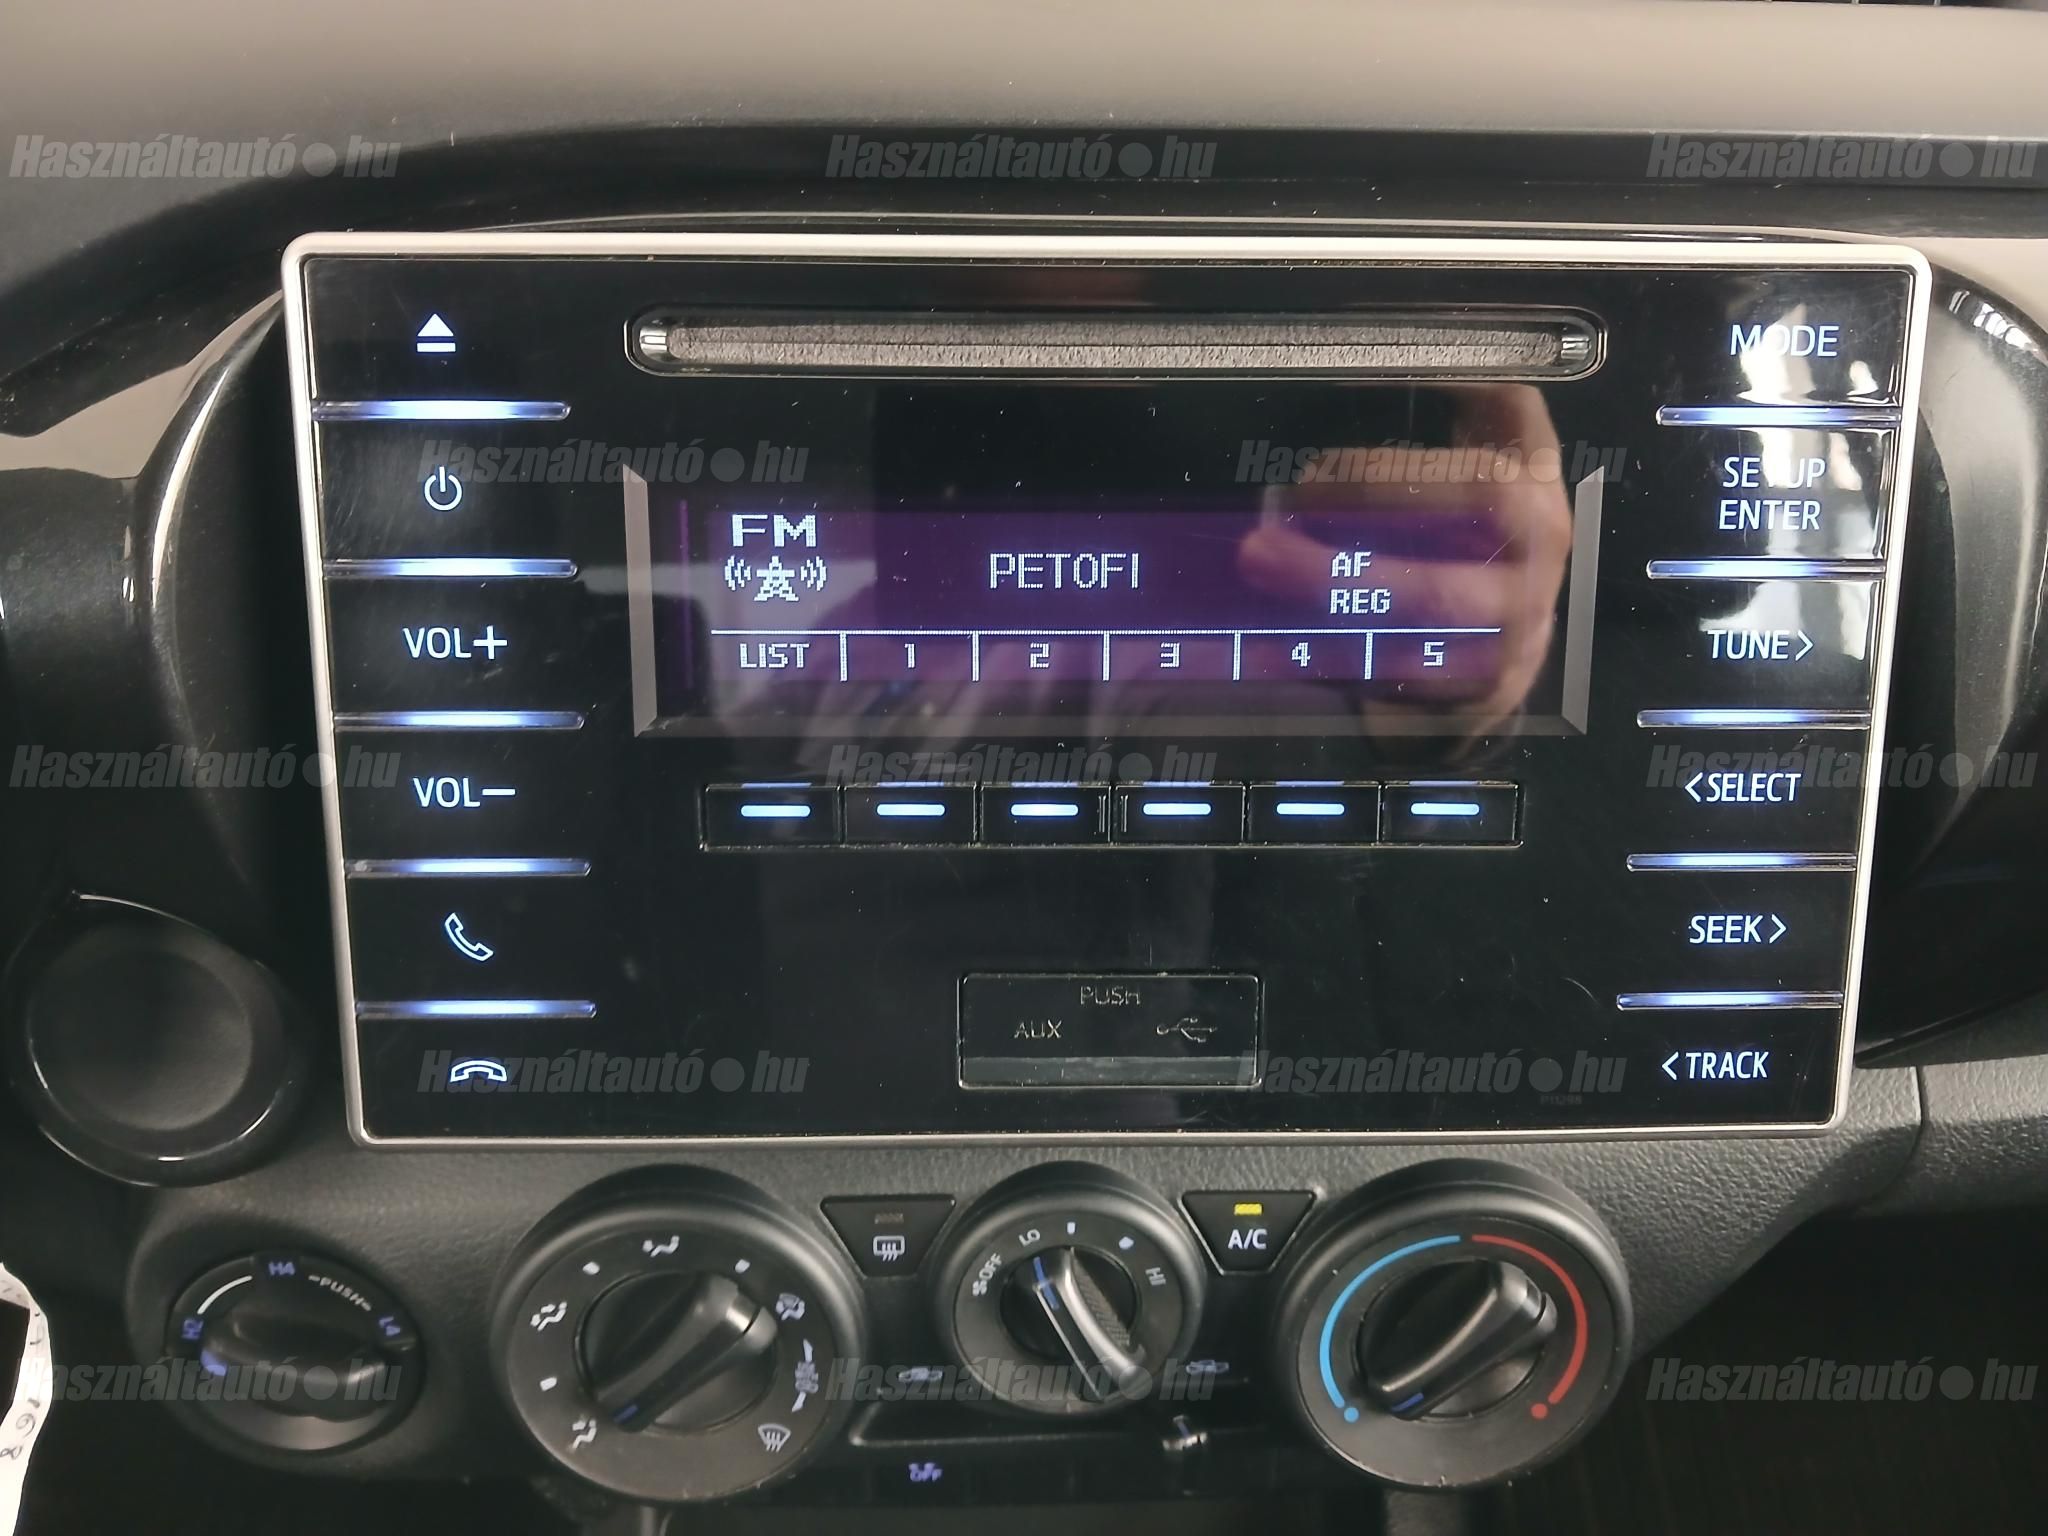 Használtautó.hu Használtautó.hu Használtautó.hu
MODE
Használtautó.hu Használtautó.hu
SETUP
ENTER
FM
PETOFI
AF
REG
VOL+
LIST 1 2 3 4 5
TUNE>
Használtautó.hu Használtautó.hu Használtautó.hu
VOL−
<SELECT
SEEK>
PUSH
AUX
Használtautó.hu Használtautó.hu
<TRACK
P11298
A/C
OFF LO HI
H2 H4 -PUSH- L4
Használtautó.hu Használtautó.hu Használtautó.hu
OFF